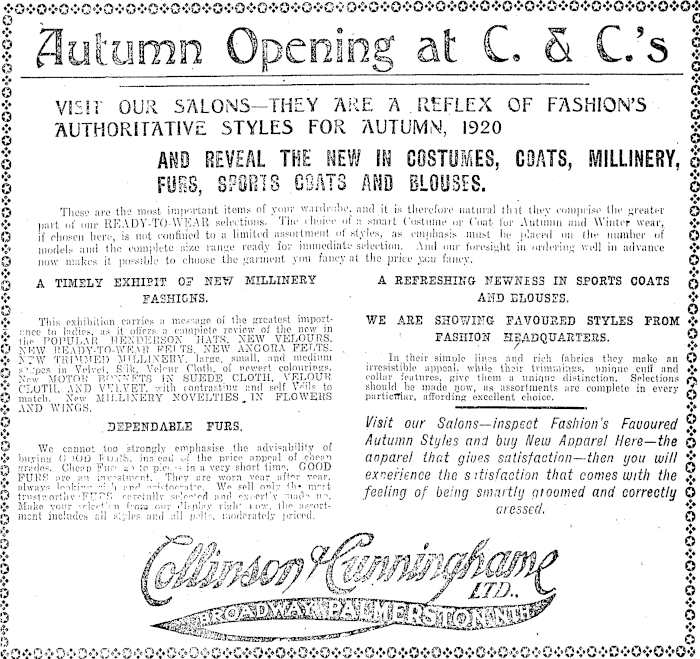 Autumn Opening at C. & C.'s
VISIT OUR SALONS—THEY ARE A REFLEX OF FASHION'S
AUTHORITATIVE STYLES FOR AUTUMN, 1920
AND REVEAL THE NEW IN COSTUMES, COATS, MILLINERY,
FURS, SPORTS COATS AND BLOUSES.
These are the most important items of your wardrobe, and it is therefore natural that they comprise the greater
part of our READY-TO-WEAR selections. The choice of a smart Costume or Coat for Autumn and Winter wear,
if chosen here, is not confined to a limited assortment of styles, as emphasis must be placed on the number of
models and the complete size range ready for immediate selection. And our foresight in ordering well in advance
now makes it possible to choose the garment you fancy at the price you fancy.
A TIMELY EXHIBIT OF NEW MILLINERY
FASHIONS.
This exhibition carries a message of the greatest import-
ance to ladies, as it offers a complete review of the new in
the POPULAR HENDERSON HATS, NEW VELOURS,
NEW READY-TO-WEAR FELTS, NEW ANGORA FELTS,
NEW TRIMMED MILLINERY, large, small, and medium
shapes in Velvet, Silk, Velour Cloth, of newest colourings.
New MOTOR BONNETS IN SUEDE CLOTH, VELOUR
CLOTH AND VELVET, with contrasting and self Veils to
match. New MILLINERY NOVELTIES IN FLOWERS
AND WINGS.
DEPENDABLE FURS.
We cannot too strongly emphasise the advisability of
buying GOOD FURS, instead of the price appeal of cheap
grades. Cheap Furs go to pieces in a very short time. GOOD
FURS are an investment. They are worn year after year,
always looking rich and aristocratic. We sell only the most
trustworthy FURS, carefully selected and expertly made up.
Make your selection from our display right now, the assort-
ment includes all styles and all pelts, moderately priced.
A REFRESHING NEWNESS IN SPORTS COATS
AND BLOUSES.
WE ARE SHOWING FAVOURED STYLES FROM
FASHION HEADQUARTERS.
In their simple lines and rich fabrics they make an
irresistible appeal, while their trimmings, unique cuff and
collar features, give them a unique distinction. Selections
should be made now, as assortments are complete in every
particular, affording excellent choice.
Visit our Salons—inspect Fashion's Favoured
Autumn Styles and buy New Apparel Here—the
apparel that gives satisfaction—then you will
experience the satisfaction that comes with the
feeling of being smartly groomed and correctly
dressed.
Collinson & Cunninghame
LTD.,
BROADWAY, PALMERSTON NTH